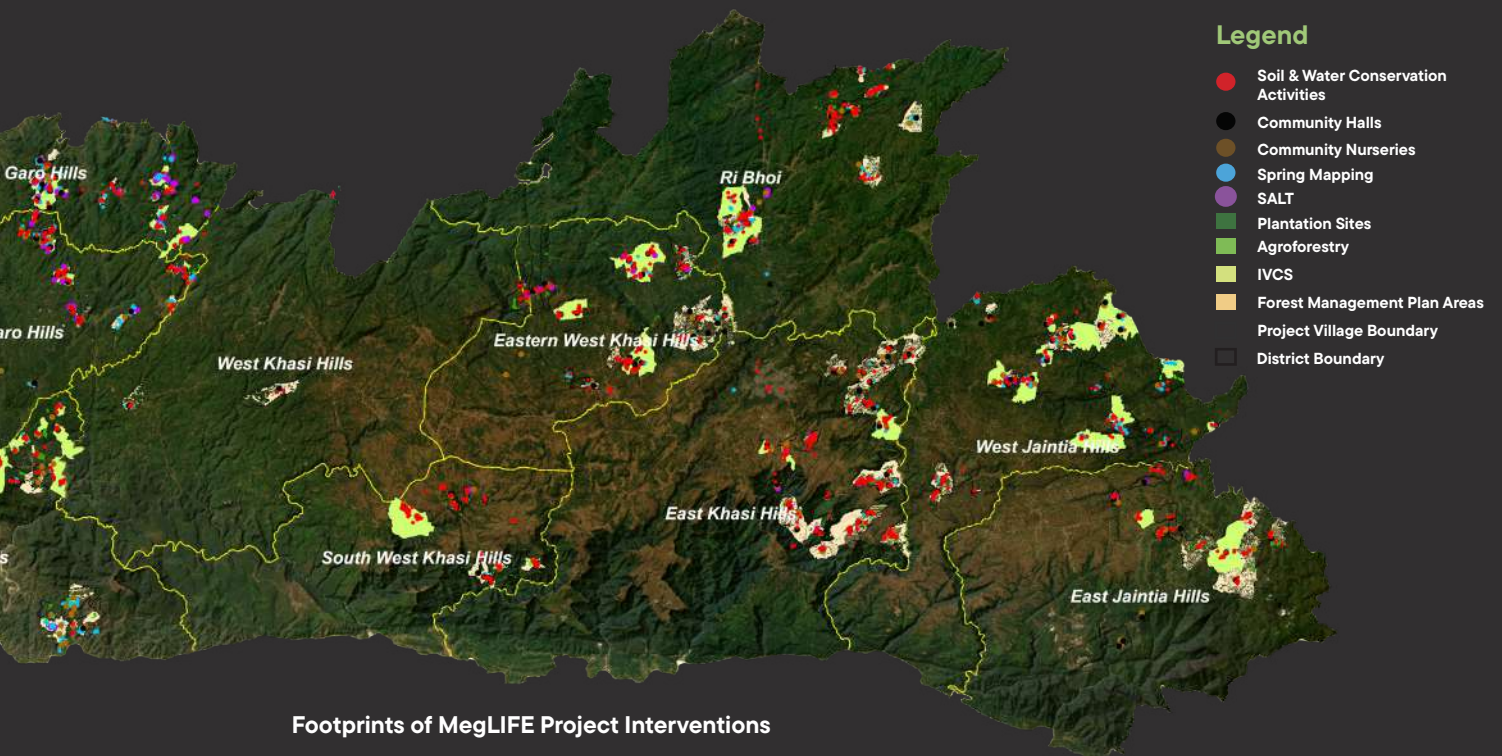 Legend
Soil & Water Conservation
Activities
Community Halls
Community Nurseries
Spring Mapping
SALT
Plantation Sites
Agroforestry
IVCS
Forest Management Plan Areas
Project Village Boundary
District Boundary
Garo Hills
Ri Bhoi
aro Hills
Eastern West Khasi Hills
West Khasi Hills
West Jaintia Hills
East Khasi Hills
South West Khasi Hills
s
East Jaintia Hills
Footprints of MegLIFE Project Interventions